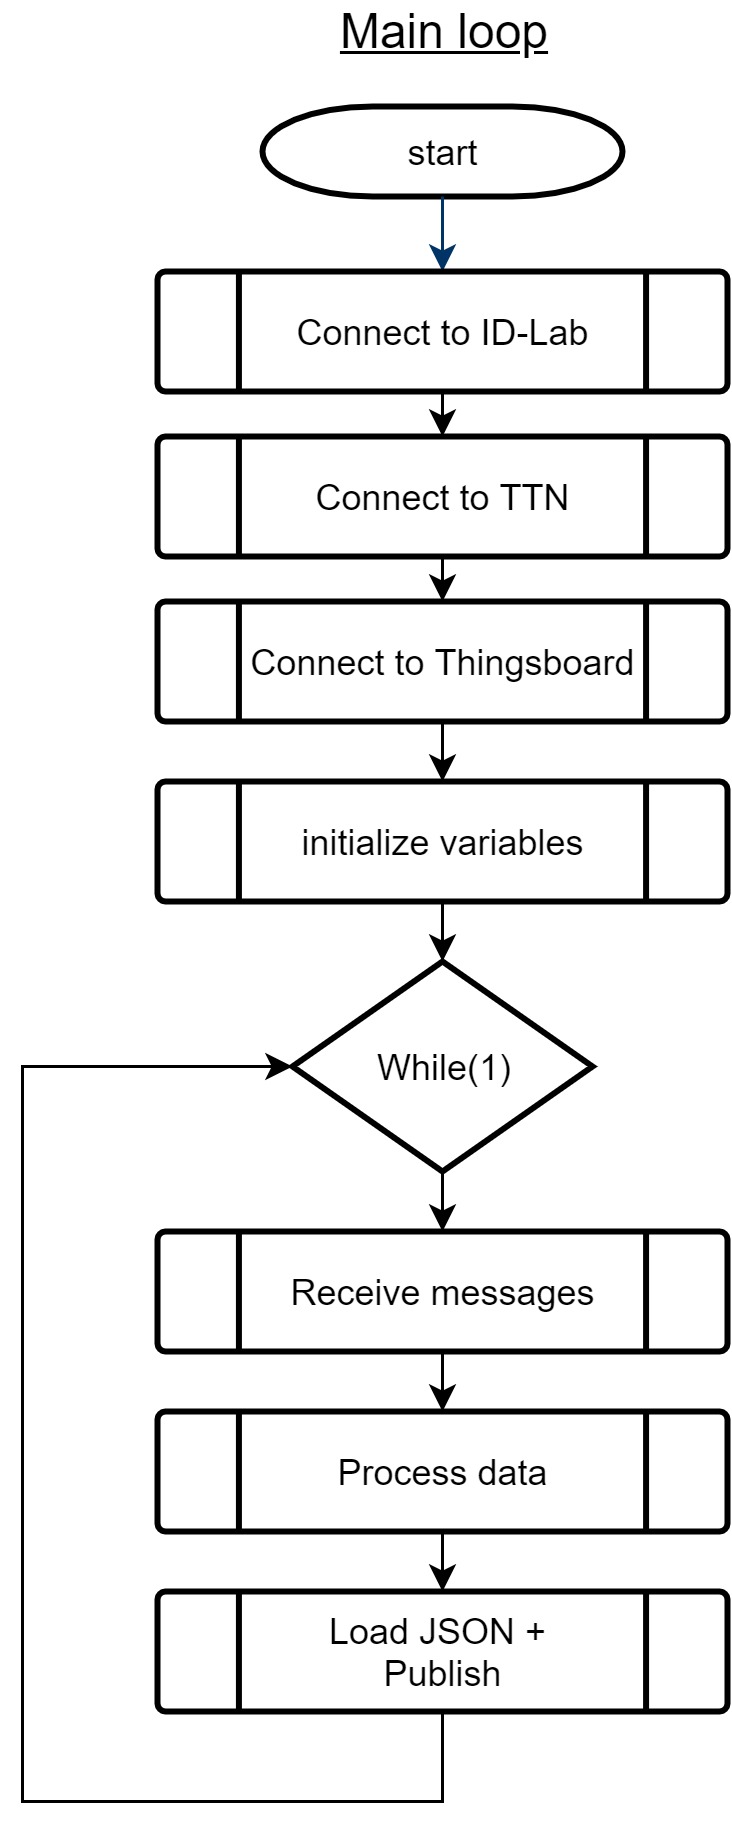 Main loop
start
Connect to ID-Lab
Connect to TTN
Connect to Thingsboard
initialize variables
While(1)
Receive messages
Process data
Load JSON +
Publish